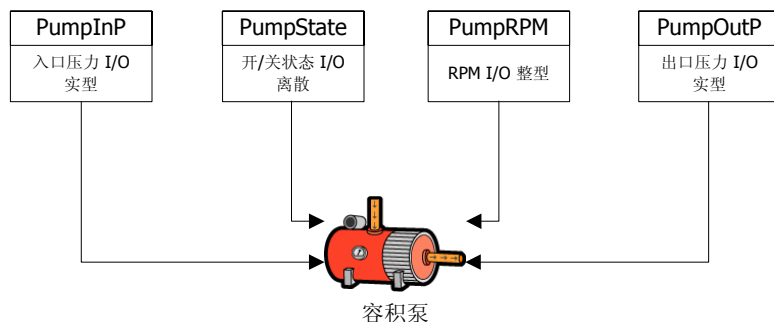 PumpInP
入口压力 I/O
实型
PumpState
开/关状态 I/O
离散
PumpRPM
RPM I/O 整型
PumpOutP
出口压力 I/O
实型
容积泵